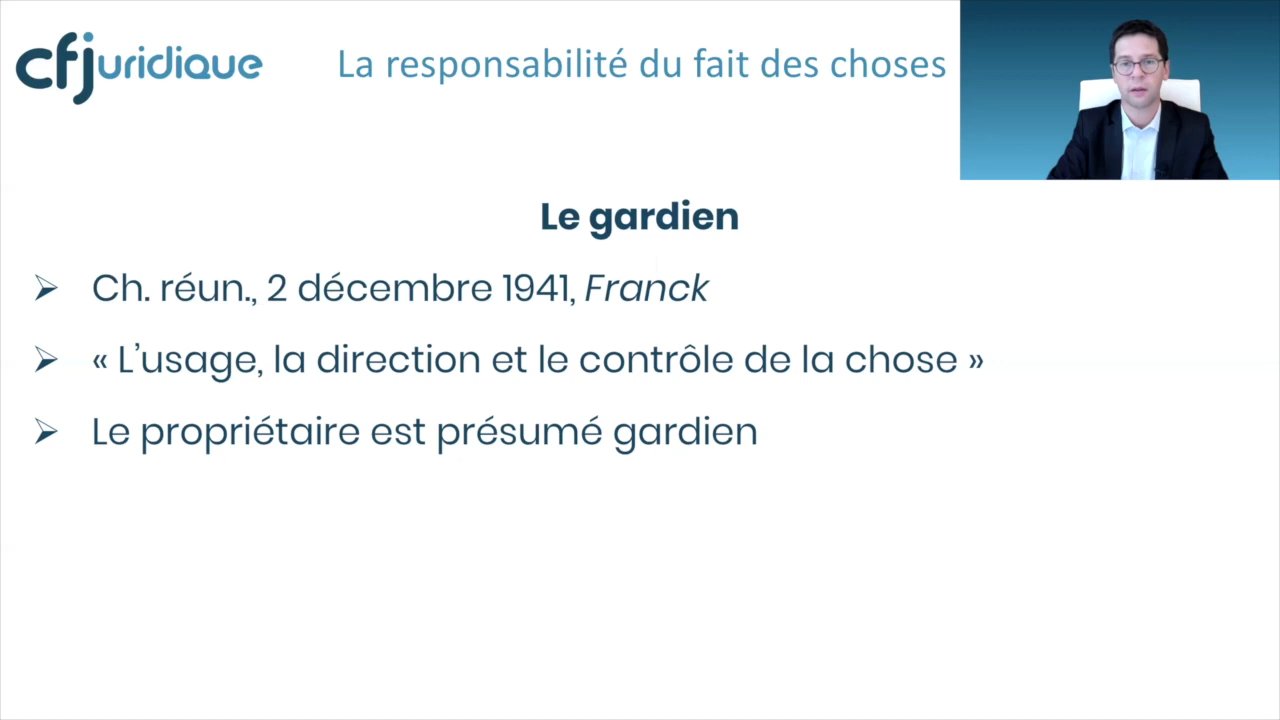 cfjuridique
La responsabilité du fait des choses
Le gardien
Ch. réun., 2 décembre 1941, Franck
« L’usage, la direction et le contrôle de la chose »
Le propriétaire est présumé gardien